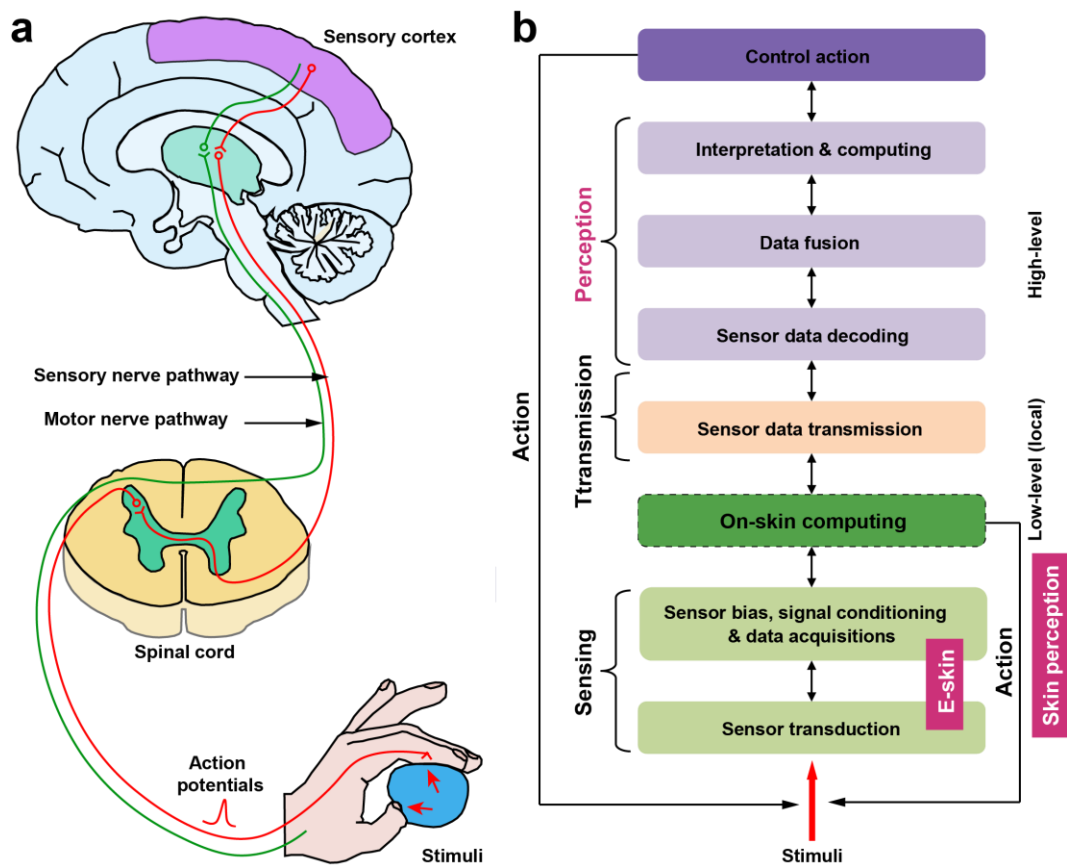 a
Sensory cortex
Sensory nerve pathway
Motor nerve pathway
Spinal cord
Action
potentials
Stimuli
b
Control action
Interpretation & computing
Data fusion
Sensor data decoding
Sensor data transmission
On-skin computing
Sensor bias, signal conditioning
& data acquisitions
Sensor transduction
Stimuli
Action
Perception
Ttransmission
Sensing
E-skin
Action
High-level
Low-level (local)
Skin perception